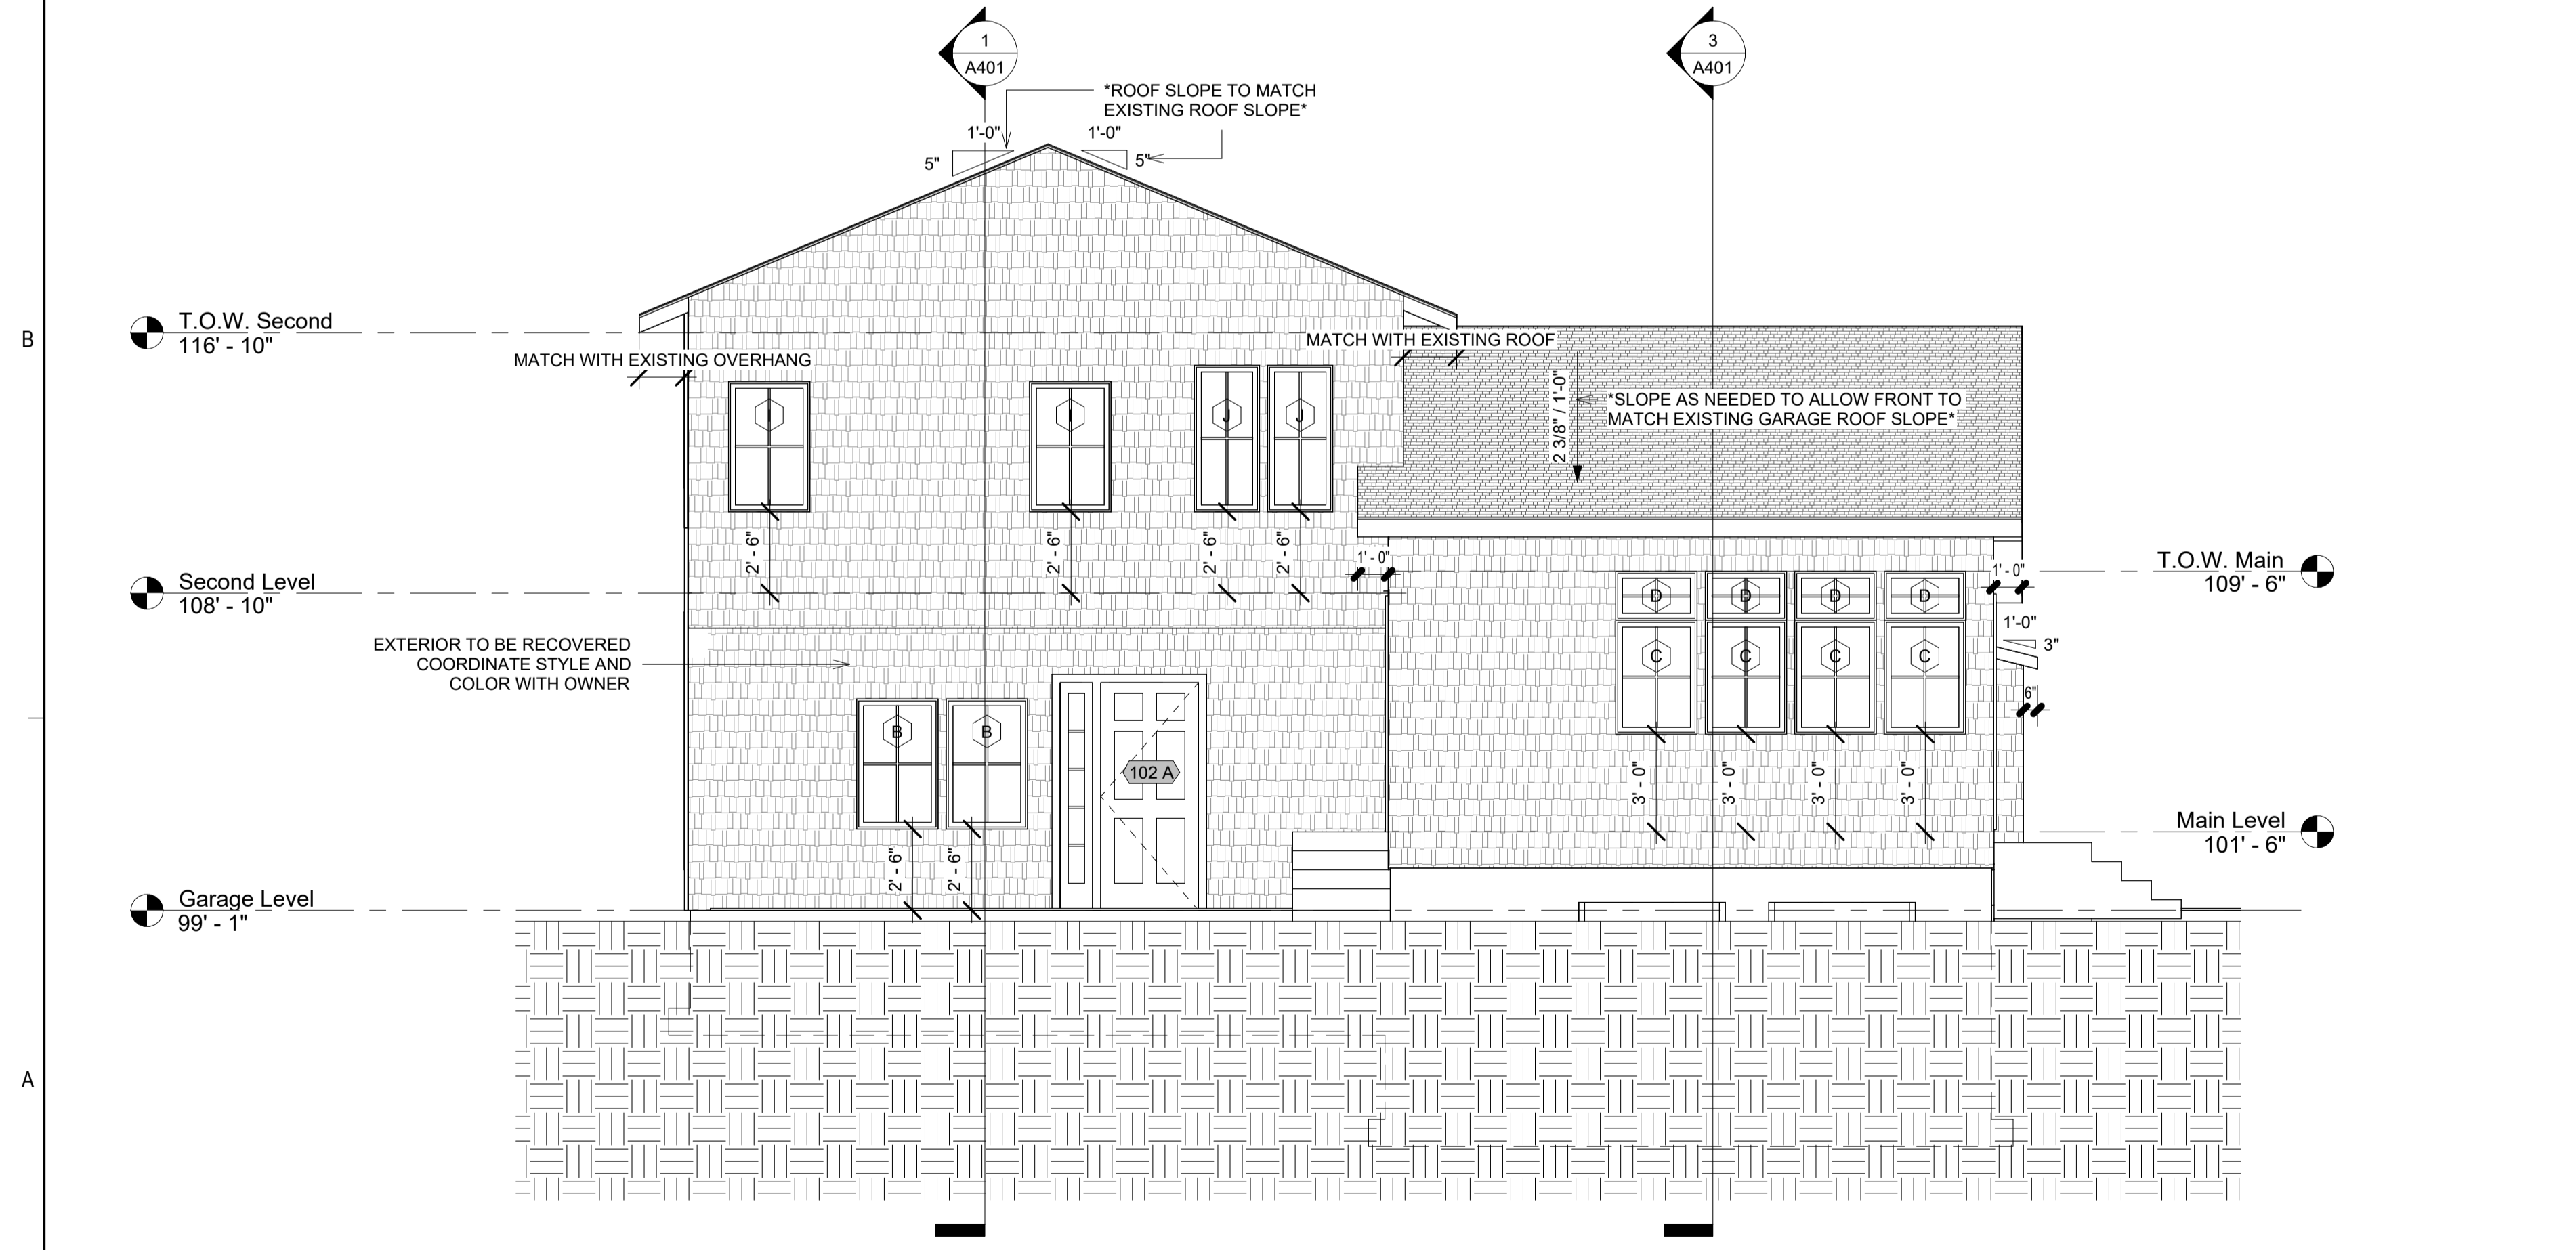 1
A401
3
A401
*ROOF SLOPE TO MATCH
EXISTING ROOF SLOPE*
1'-0"
1'-0"
5"
5"
B
T.O.W. Second
116' - 10"
MATCH WITH EXISTING OVERHANG
MATCH WITH EXISTING ROOF
2 3/8" / 1'-0"
*SLOPE AS NEEDED TO ALLOW FRONT TO
MATCH EXISTING GARAGE ROOF SLOPE*
I
I
J
J
2' - 6"
2' - 6"
2' - 6"
2' - 6"
1' - 0"
Second Level
108' - 10"
T.O.W. Main
109' - 6"
1' - 0"
D
D
D
D
1'-0"
3"
EXTERIOR TO BE RECOVERED
COORDINATE STYLE AND
COLOR WITH OWNER
C
C
C
C
6"
B
B
102 A
3' - 0"
3' - 0"
3' - 0"
3' - 0"
Main Level
101' - 6"
2' - 6"
2' - 6"
Garage Level
99' - 1"
A